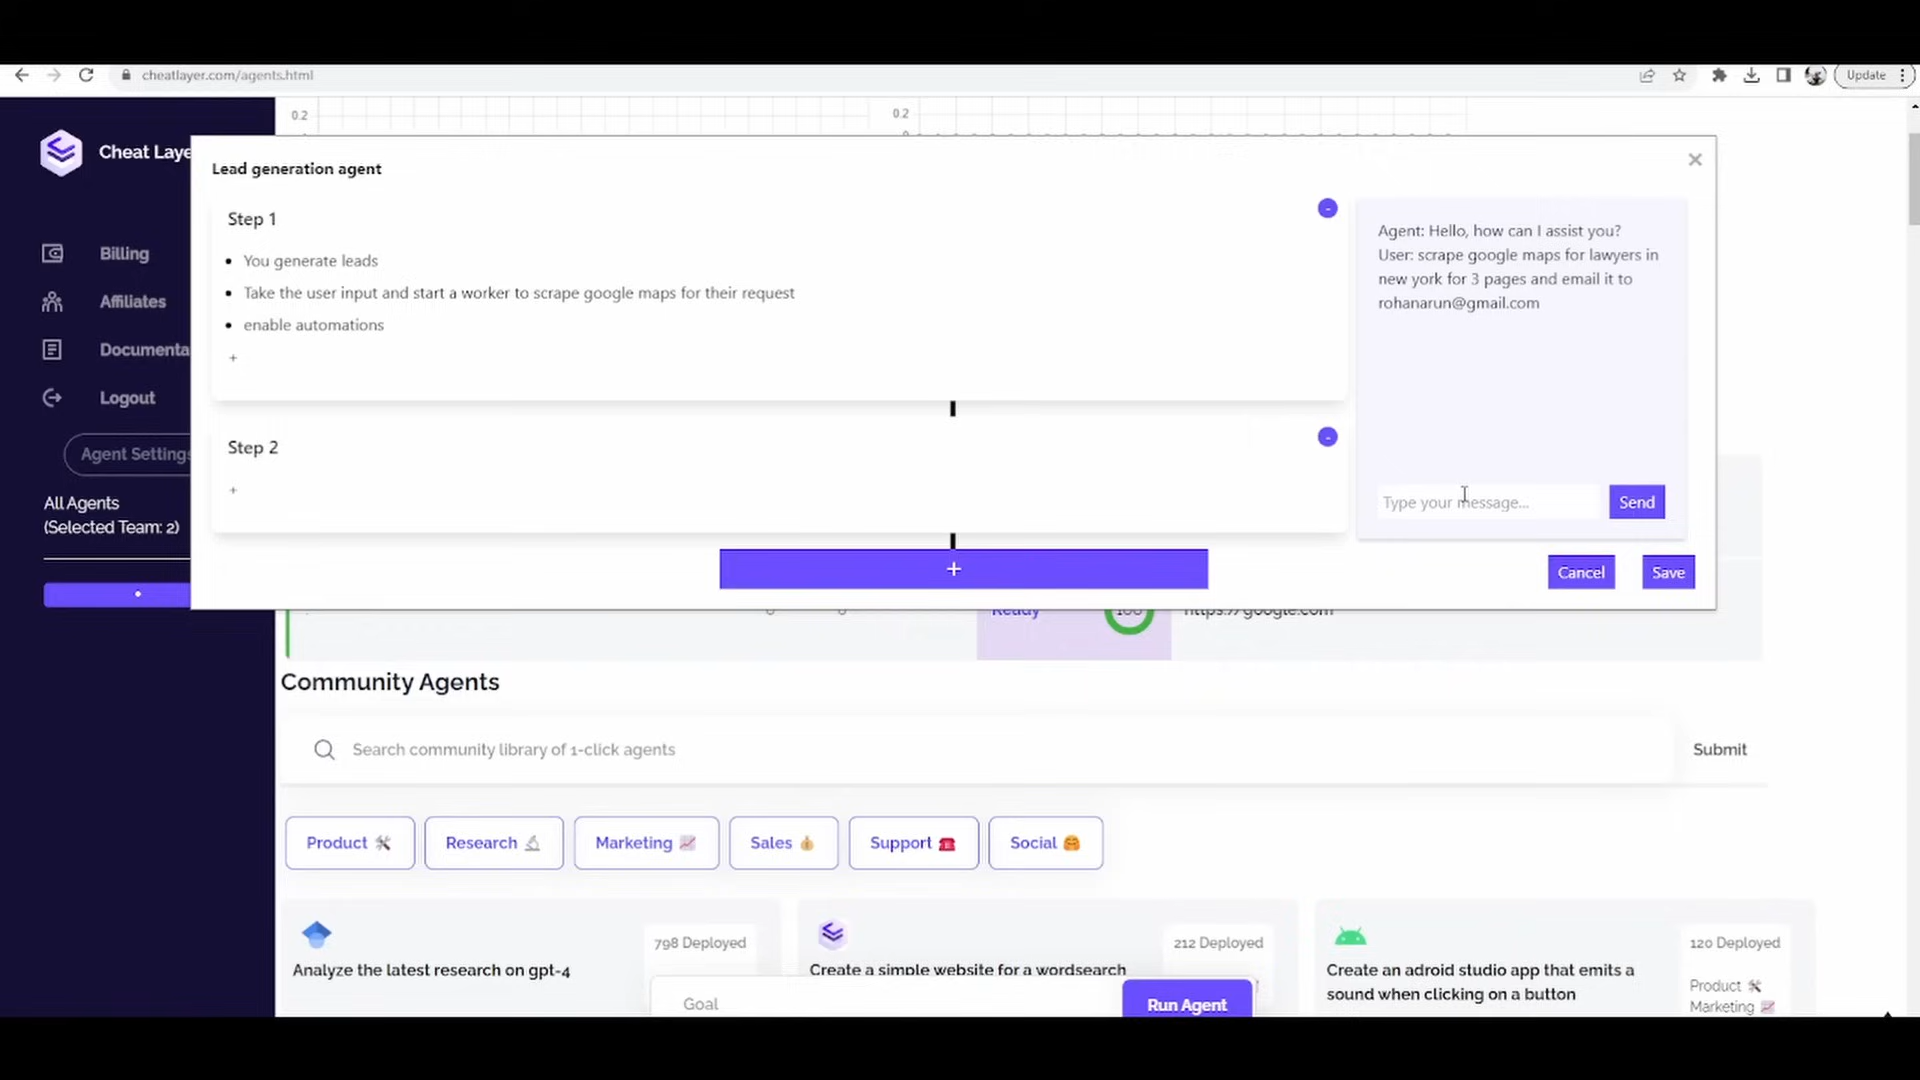 cheatlayer.com/agents.html
Update
0.2
0.2
Cheat Laye
Lead generation agent
Step 1
-
You generate leads
Take the user input and start a worker to scrape google maps for their request
enable automations
+
Step 2
-
+
+
Agent: Hello, how can I assist you?
User: scrape google maps for lawyers in
new york for 3 pages and email it to
rohanarun@gmail.com
Type your message...
Send
Cancel
Save
Billing
Affiliates
Documenta
Logout
Agent Settings
All Agents
(Selected Team: 2)
Ready
100
https://google.com
Community Agents
Search community library of 1-click agents
Submit
Product
Research
Marketing
Sales
Support
Social
798 Deployed
Analyze the latest research on gpt-4
212 Deployed
Create a simple website for a wordsearch
120 Deployed
Create an adroid studio app that emits a
sound when clicking on a button
Product
Marketing
Goal
Run Agent